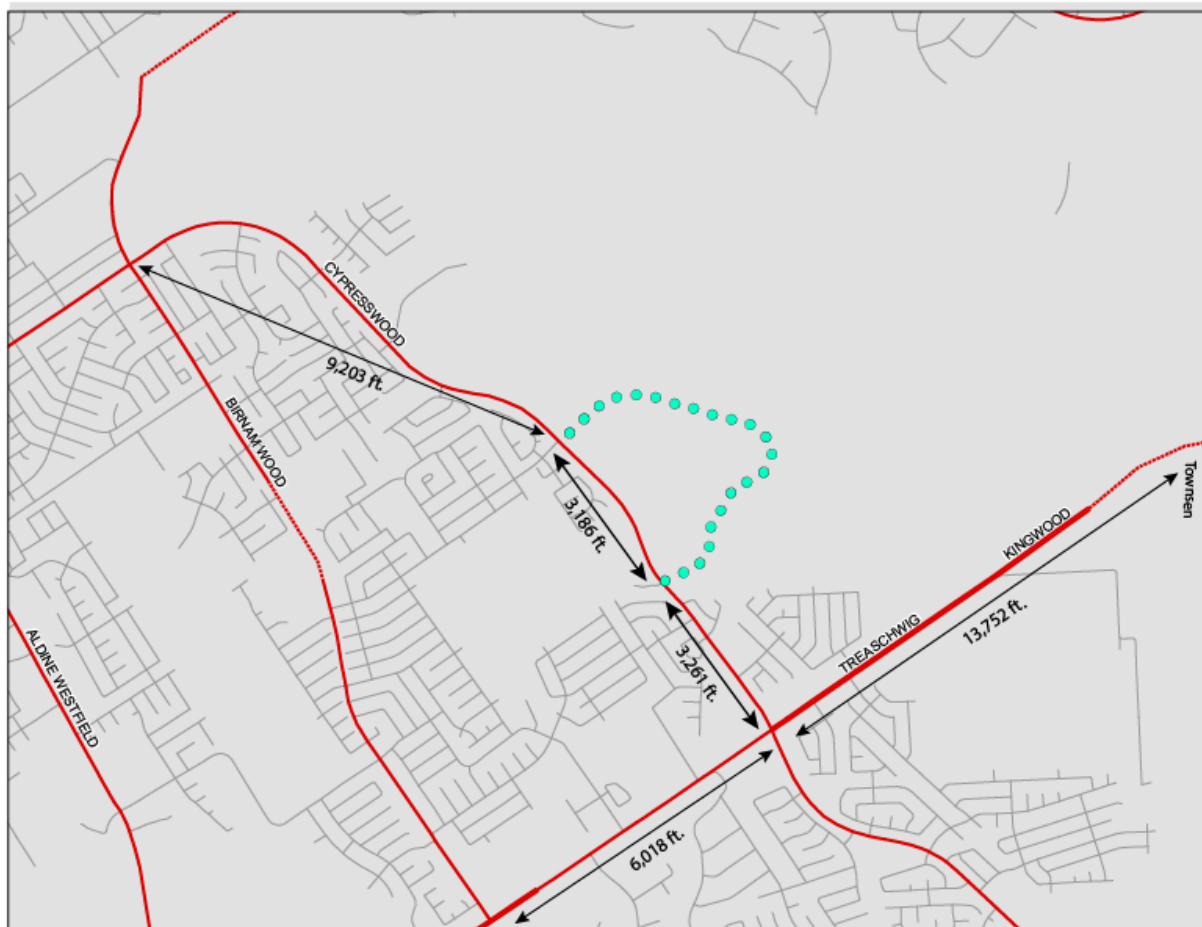 CYPRESSWOOD
9,203 ft.
BIRNAM WOOD
3,186 ft.
Townsen
KINGWOOD
13,752 ft.
TREASCHWIG
3,261 ft.
ALDINE WESTFIELD
6,018 ft.